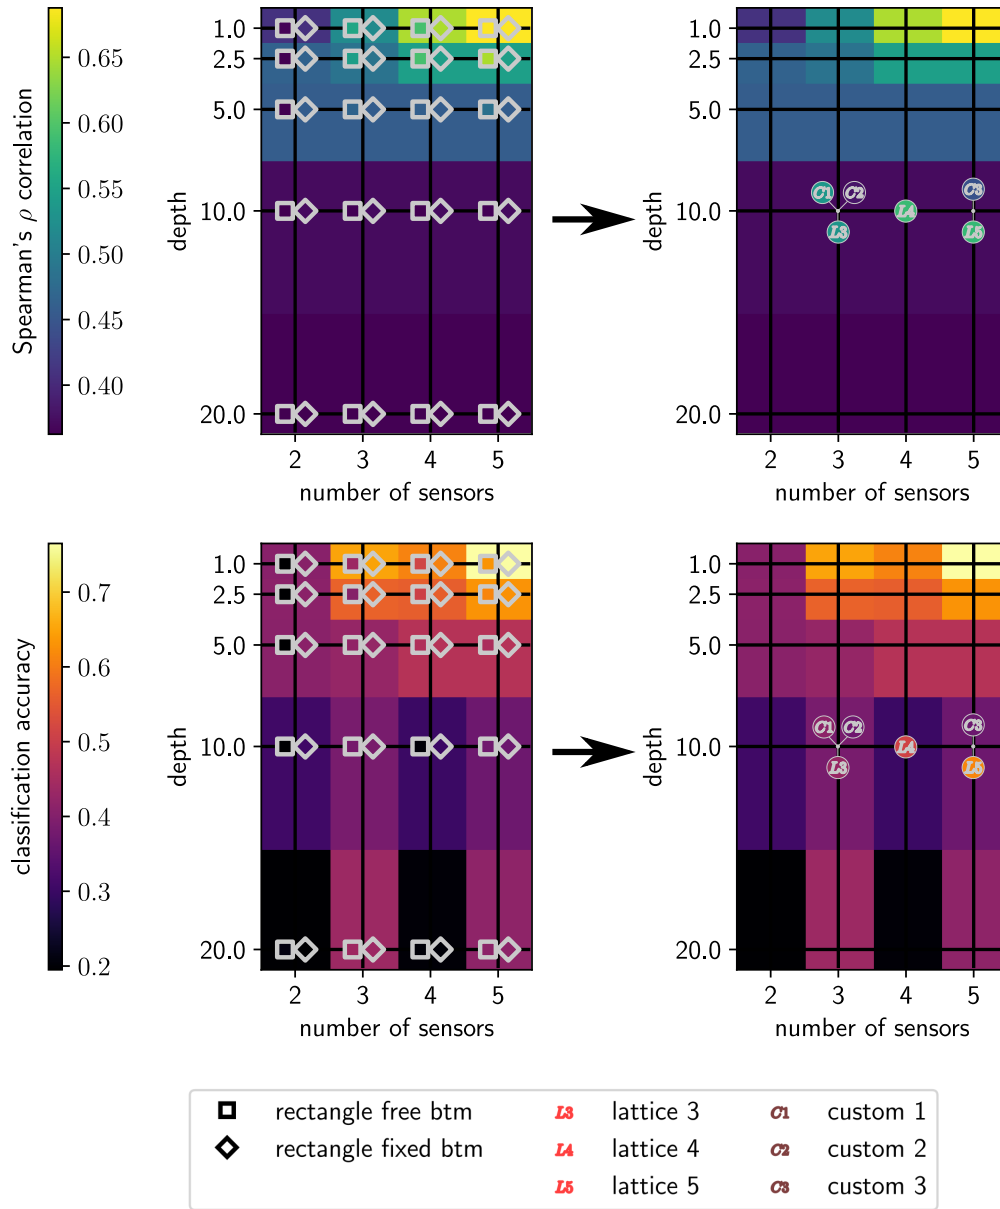 Spearman's ρ correlation
0.65
0.60
0.55
0.50
0.45
0.40
depth
1.0
2.5
5.0
10.0
20.0
2 3 4 5
number of sensors
depth
1.0
2.5
5.0
10.0
20.0
C1 C2 C3
L4
L3 L5
2 3 4 5
number of sensors
classification accuracy
0.7
0.6
0.5
0.4
0.3
0.2
depth
1.0
2.5
5.0
10.0
20.0
2 3 4 5
number of sensors
depth
1.0
2.5
5.0
10.0
20.0
C1 C2 C3
L4
L3 L5
2 3 4 5
number of sensors
rectangle free btm L3 lattice 3 C1 custom 1
rectangle fixed btm L4 lattice 4 C2 custom 2
L5 lattice 5 C3 custom 3